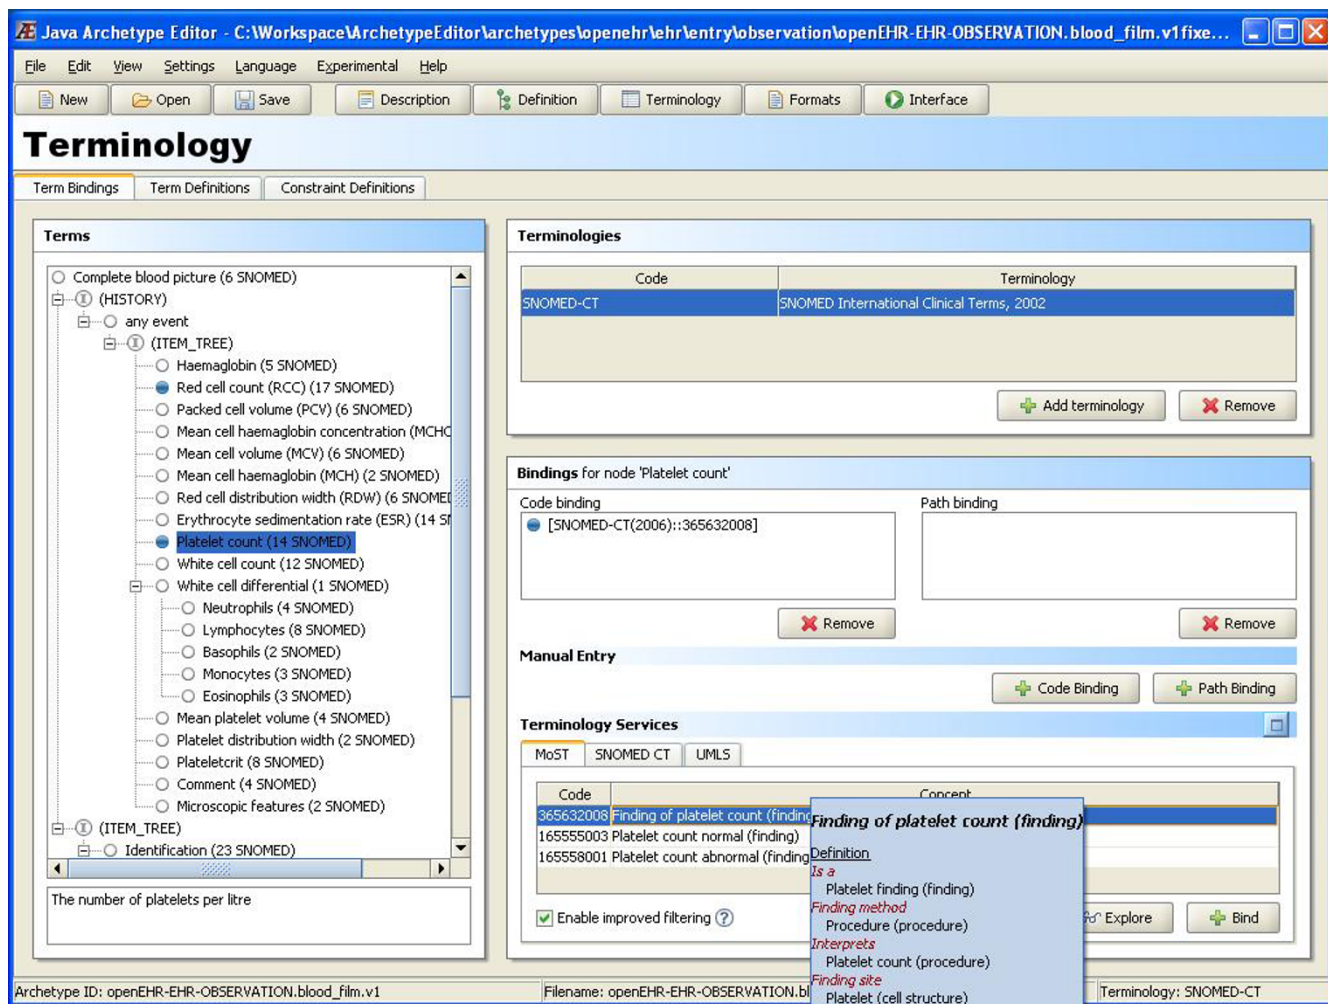 Java Archetype Editor - C:\Workspace\ArchetypeEditor\archetypes\openehr\ehr\entry\observation\openEHR-EHR-OBSERVATION.blood_film.v1fixe...
File Edit View Settings Language Experimental Help
New Open Save Description Definition Terminology Formats Interface
Terminology
Term Bindings Term Definitions Constraint Definitions
Terms
Complete blood picture (6 SNOMED)
(HISTORY)
any event
(ITEM_TREE)
Haemaglobin (5 SNOMED)
Red cell count (RCC) (17 SNOMED)
Packed cell volume (PCV) (6 SNOMED)
Mean cell haemaglobin concentration (MCHC
Mean cell volume (MCV) (6 SNOMED)
Mean cell haemaglobin (MCH) (2 SNOMED)
Red cell distribution width (RDW) (6 SNOMED
Erythrocyte sedimentation rate (ESR) (14 SN
Platelet count (14 SNOMED)
White cell count (12 SNOMED)
White cell differential (1 SNOMED)
Neutrophils (4 SNOMED)
Lymphocytes (8 SNOMED)
Basophils (2 SNOMED)
Monocytes (3 SNOMED)
Eosinophils (3 SNOMED)
Mean platelet volume (4 SNOMED)
Platelet distribution width (2 SNOMED)
Plateletcrit (8 SNOMED)
Comment (4 SNOMED)
Microscopic features (2 SNOMED)
(ITEM_TREE)
Identification (23 SNOMED)
The number of platelets per litre
Terminologies
Code Terminology
SNOMED-CT SNOMED International Clinical Terms, 2002
Add terminology Remove
Bindings for node 'Platelet count'
Code binding Path binding
[SNOMED-CT(2006)::365632008]
Remove Remove
Manual Entry
Code Binding Path Binding
Terminology Services
MoST SNOMED CT UMLS
Code Concept
365632008 Finding of platelet count (finding
165555003 Platelet count normal (finding)
165558001 Platelet count abnormal (finding
Enable improved filtering ? Explore Bind
Finding of platelet count (finding)
Definition
Is a
Platelet finding (finding)
Finding method
Procedure (procedure)
Interprets
Platelet count (procedure)
Finding site
Platelet (cell structure)
Archetype ID: openEHR-EHR-OBSERVATION.blood_film.v1 Filename: openEHR-EHR-OBSERVATION.bl Terminology: SNOMED-CT